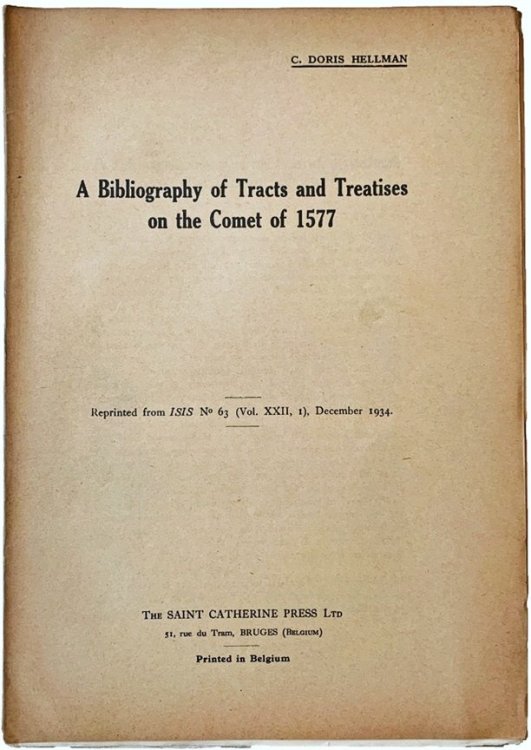 C. DORIS HELLMAN
A Bibliography of Tracts and Treatises
on the Comet of 1577
Reprinted from ISIS Nº 63 (Vol. XXII, 1), December 1934.
The SAINT CATHERINE PRESS Ltd
51, rue du Tram, BRUGES (Belgium)
Printed in Belgium